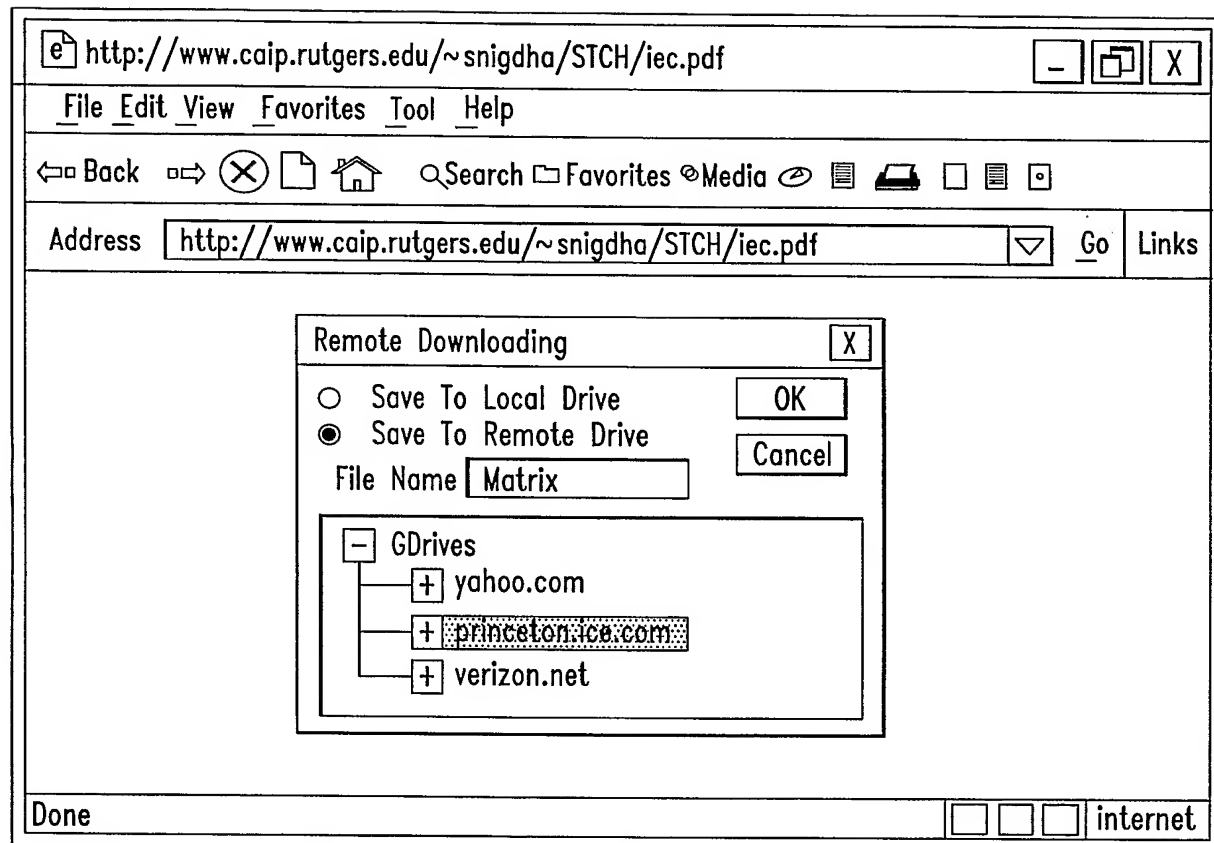 http://www.caip.rutgers.edu/~snigdha/STCH/iec.pdf
File Edit View Favorites Tool Help
Back Search Favorites Media
Address http://www.caip.rutgers.edu/~snigdha/STCH/iec.pdf Go Links
Remote Downloading X
Save To Local Drive OK
Save To Remote Drive
Cancel
File Name Matrix
GDrives
yahoo.com
princeton.ice.com
verizon.net
Done internet